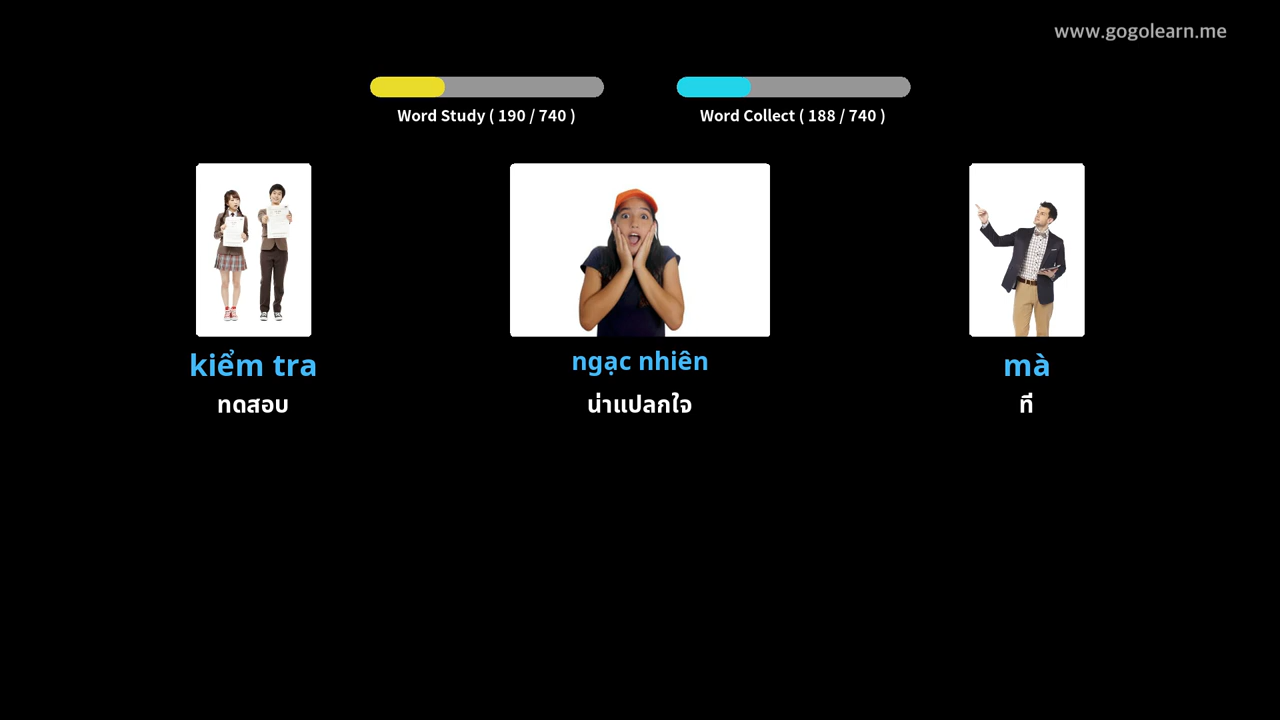 www.gogolearn.me
Word Study ( 190 / 740 )
Word Collect ( 188 / 740 )
kiểm tra
ngạc nhiên
mà
ทดสอบ
น่าแปลกใจ
ที่